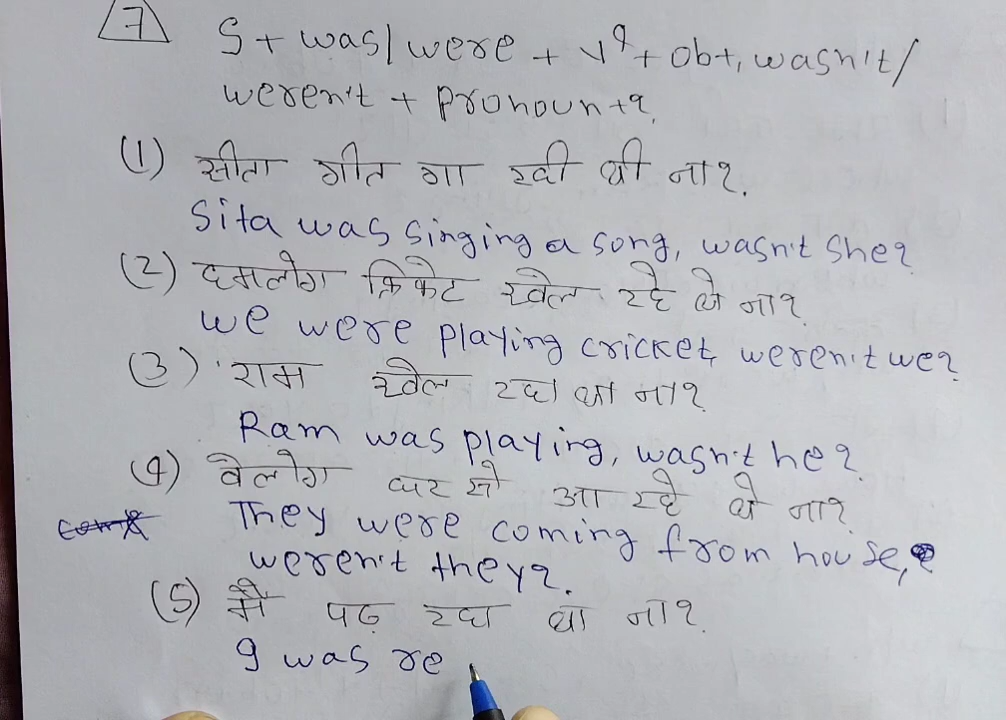 7
S + was/were + v⁴ + obt, wasn't/
weren't + pronoun + ?
(1) सीता गीत गा रही थी ना?
Sita was singing a song, wasn't she?
(2) हमलोग क्रिकेट खेल रहे थे ना?
we were playing cricket, weren't we?
(3) राम खेल रहा था ना?
Ram was playing, wasn't he?
(4) वेलोग घर से आ रहे थे ना?
They were coming from house,
weren't they?
(5) मैं पढ़ रहा था ना?
I was re